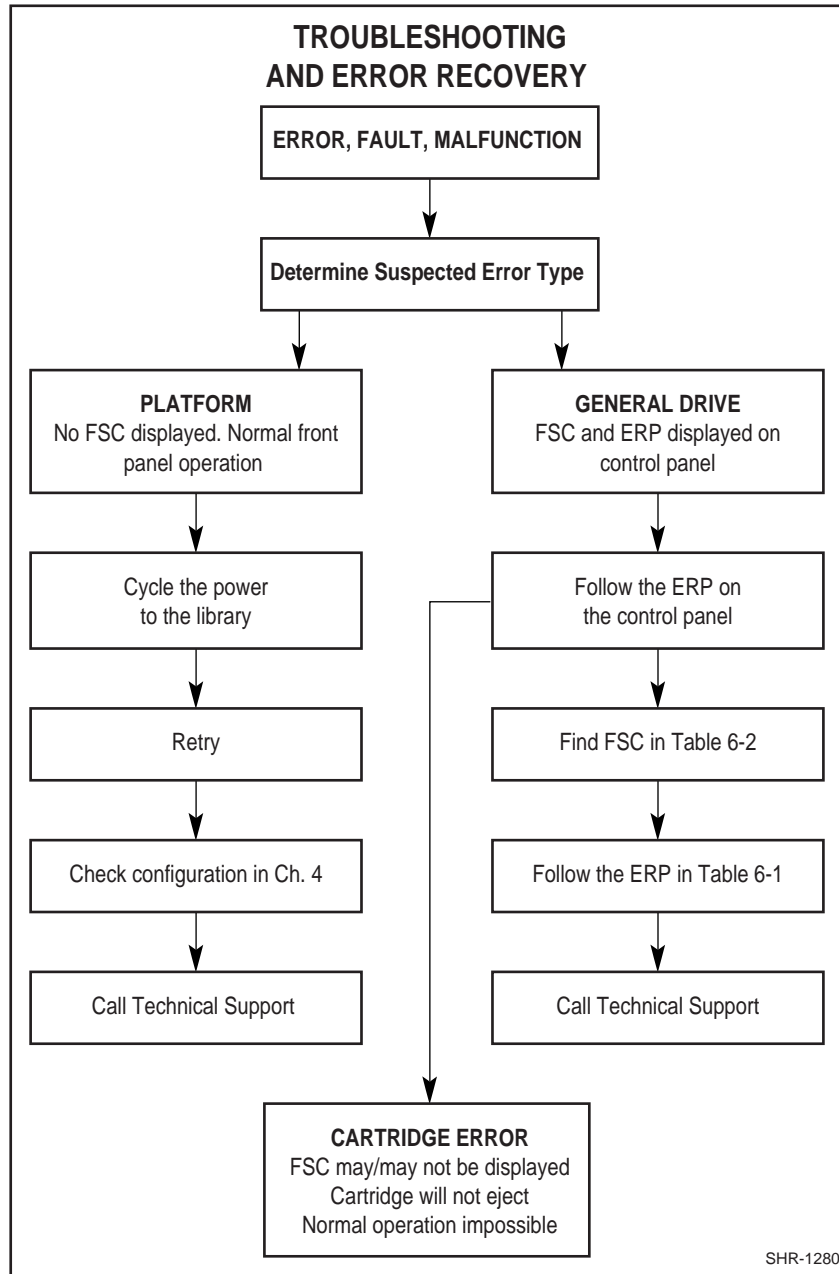 TROUBLESHOOTING
AND ERROR RECOVERY
ERROR, FAULT, MALFUNCTION
Determine Suspected Error Type
PLATFORM
No FSC displayed. Normal front
panel operation
Cycle the power
to the library
Retry
Check configuration in Ch. 4
Call Technical Support
GENERAL DRIVE
FSC and ERP displayed on
control panel
Follow the ERP on
the control panel
Find FSC in Table 6-2
Follow the ERP in Table 6-1
Call Technical Support
CARTRIDGE ERROR
FSC may/may not be displayed
Cartridge will not eject
Normal operation impossible
SHR-1280